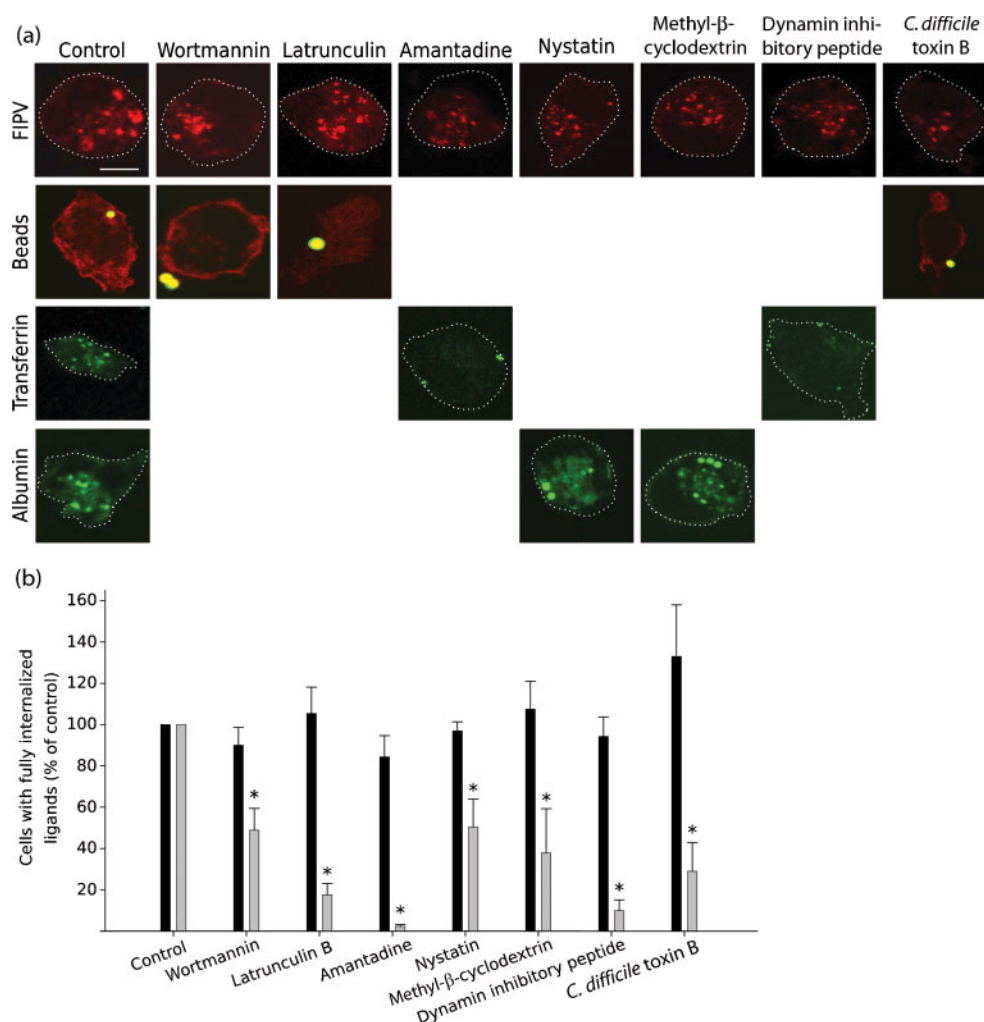 (a)
Control
Wortmannin
Latrunculin
Amantadine
Nystatin
Methyl-β-
cyclodextrin
Dynamin inhi-
bitory peptide
C. difficile
toxin B
FIPV
Beads
Transferrin
Albumin
(b)
Cells with fully internalized
ligands (% of control)
160
140
120
100
80
60
40
20
*
*
*
*
*
*
*
Control
Wortmannin
Latrunculin B
Amantadine
Nystatin
Methyl-β-cyclodextrin
Dynamin inhibitory peptide
C. difficile toxin B